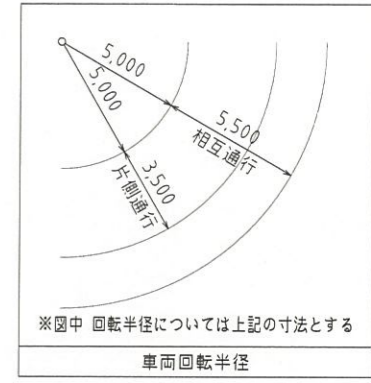 5,000
5,000
5,500
相互通行
3,500
片側通行
※図中 回転半径については上記の寸法とする
車両回転半径